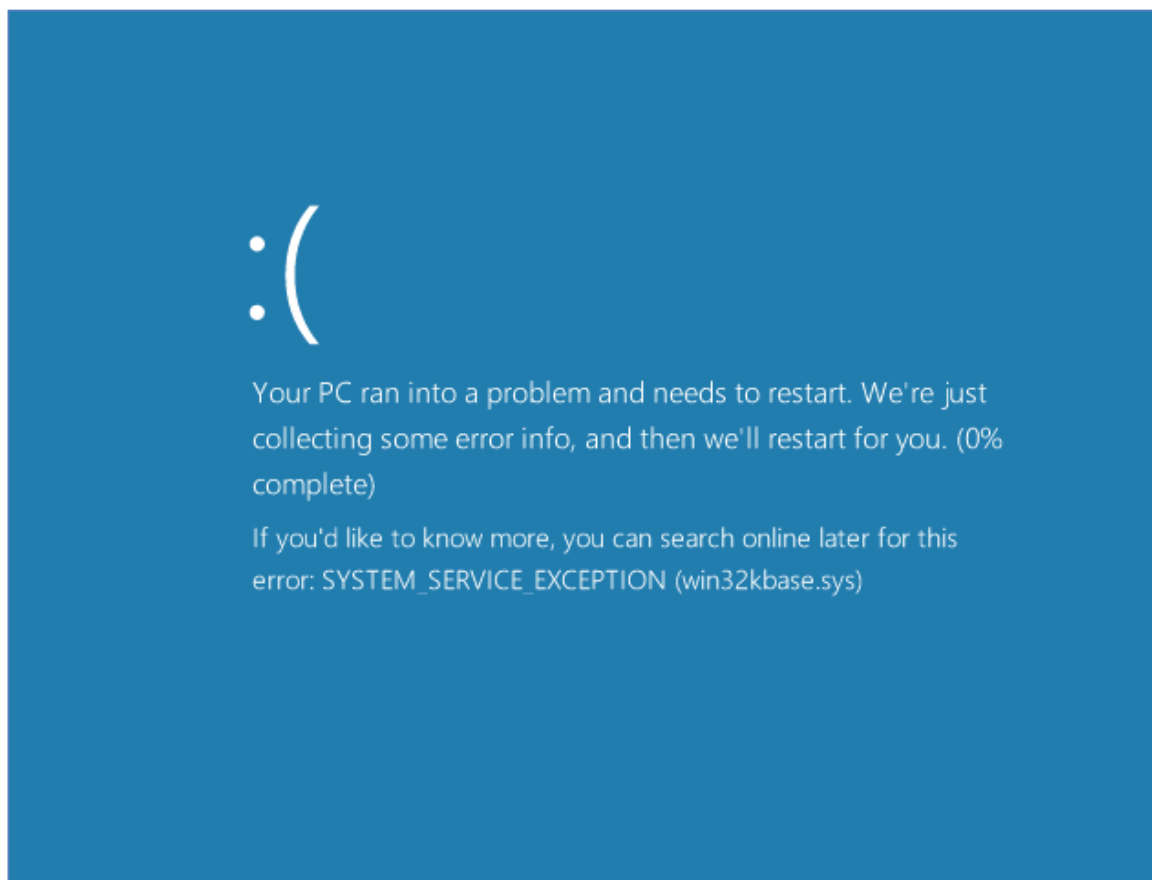 :(
Your PC ran into a problem and needs to restart. We're just
collecting some error info, and then we'll restart for you. (0%
complete)
If you'd like to know more, you can search online later for this
error: SYSTEM_SERVICE_EXCEPTION (win32kbase.sys)